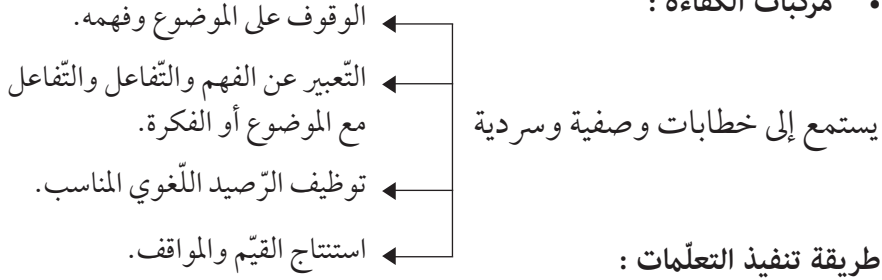 • مركبات الكفاءة :
الوقوف على الموضوع وفهمه.
التّعبير عن الفهم والتّفاعل والتّفاعل
مع الموضوع أو الفكرة.
يستمع إلى خطابات وصفية وسردية
توظيف الرّصيد اللّغوي المناسب.
استنتاج القيّم والمواقف.
طريقة تنفيذ التعلّمات :